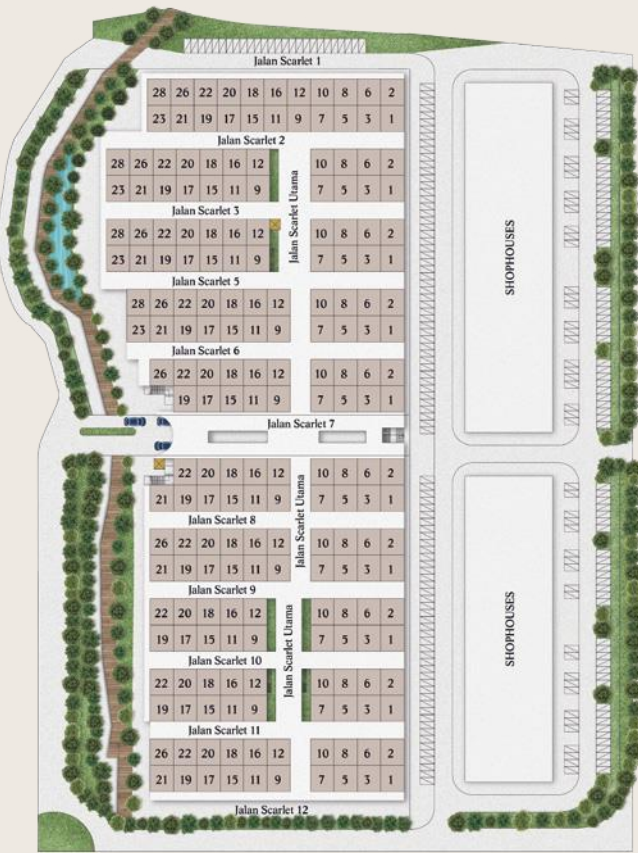 Jalan Scarlet 1
28 26 22 20 18 16 12 10 8 6 2
23 21 19 17 15 11 9 7 5 3 1
Jalan Scarlet 2
28 26 22 20 18 16 12 10 8 6 2
23 21 19 17 15 11 9 7 5 3 1
Jalan Scarlet 3
Jalan Scarlet Utama
28 26 22 20 18 16 12 10 8 6 2
23 21 19 17 15 11 9 7 5 3 1
Jalan Scarlet 5
28 26 22 20 18 16 12 10 8 6 2
23 21 19 17 15 11 9 7 5 3 1
Jalan Scarlet 6
26 22 20 18 16 12 10 8 6 2
19 17 15 11 9 7 5 3 1
Jalan Scarlet 7
22 20 18 16 12 10 8 6 2
21 19 17 15 11 9 7 5 3 1
Jalan Scarlet 8
Jalan Scarlet Utama
26 22 20 18 16 12 10 8 6 2
21 19 17 15 11 9 7 5 3 1
Jalan Scarlet 9
22 20 18 16 12 10 8 6 2
19 17 15 11 9 7 5 3 1
Jalan Scarlet 10
Jalan Scarlet Utama
22 20 18 16 12 10 8 6 2
19 17 15 11 9 7 5 3 1
Jalan Scarlet 11
26 22 20 18 16 12 10 8 6 2
21 19 17 15 11 9 7 5 3 1
Jalan Scarlet 12
SHOPHOUSES
SHOPHOUSES